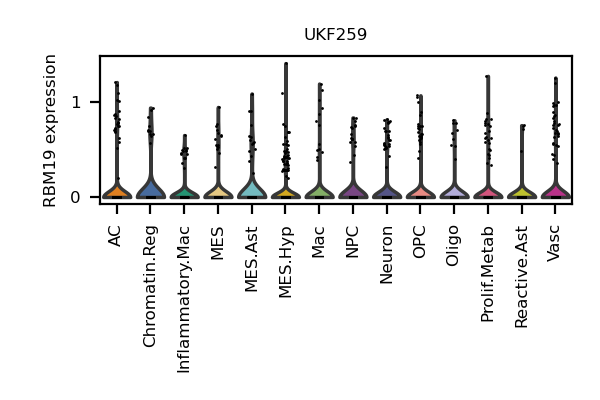 UKF259
RBM19 expression
1
0
AC
Chromatin.Reg
Inflammatory.Mac
MES
MES.Ast
MES.Hyp
Mac
NPC
Neuron
OPC
Oligo
Prolif.Metab
Reactive.Ast
Vasc